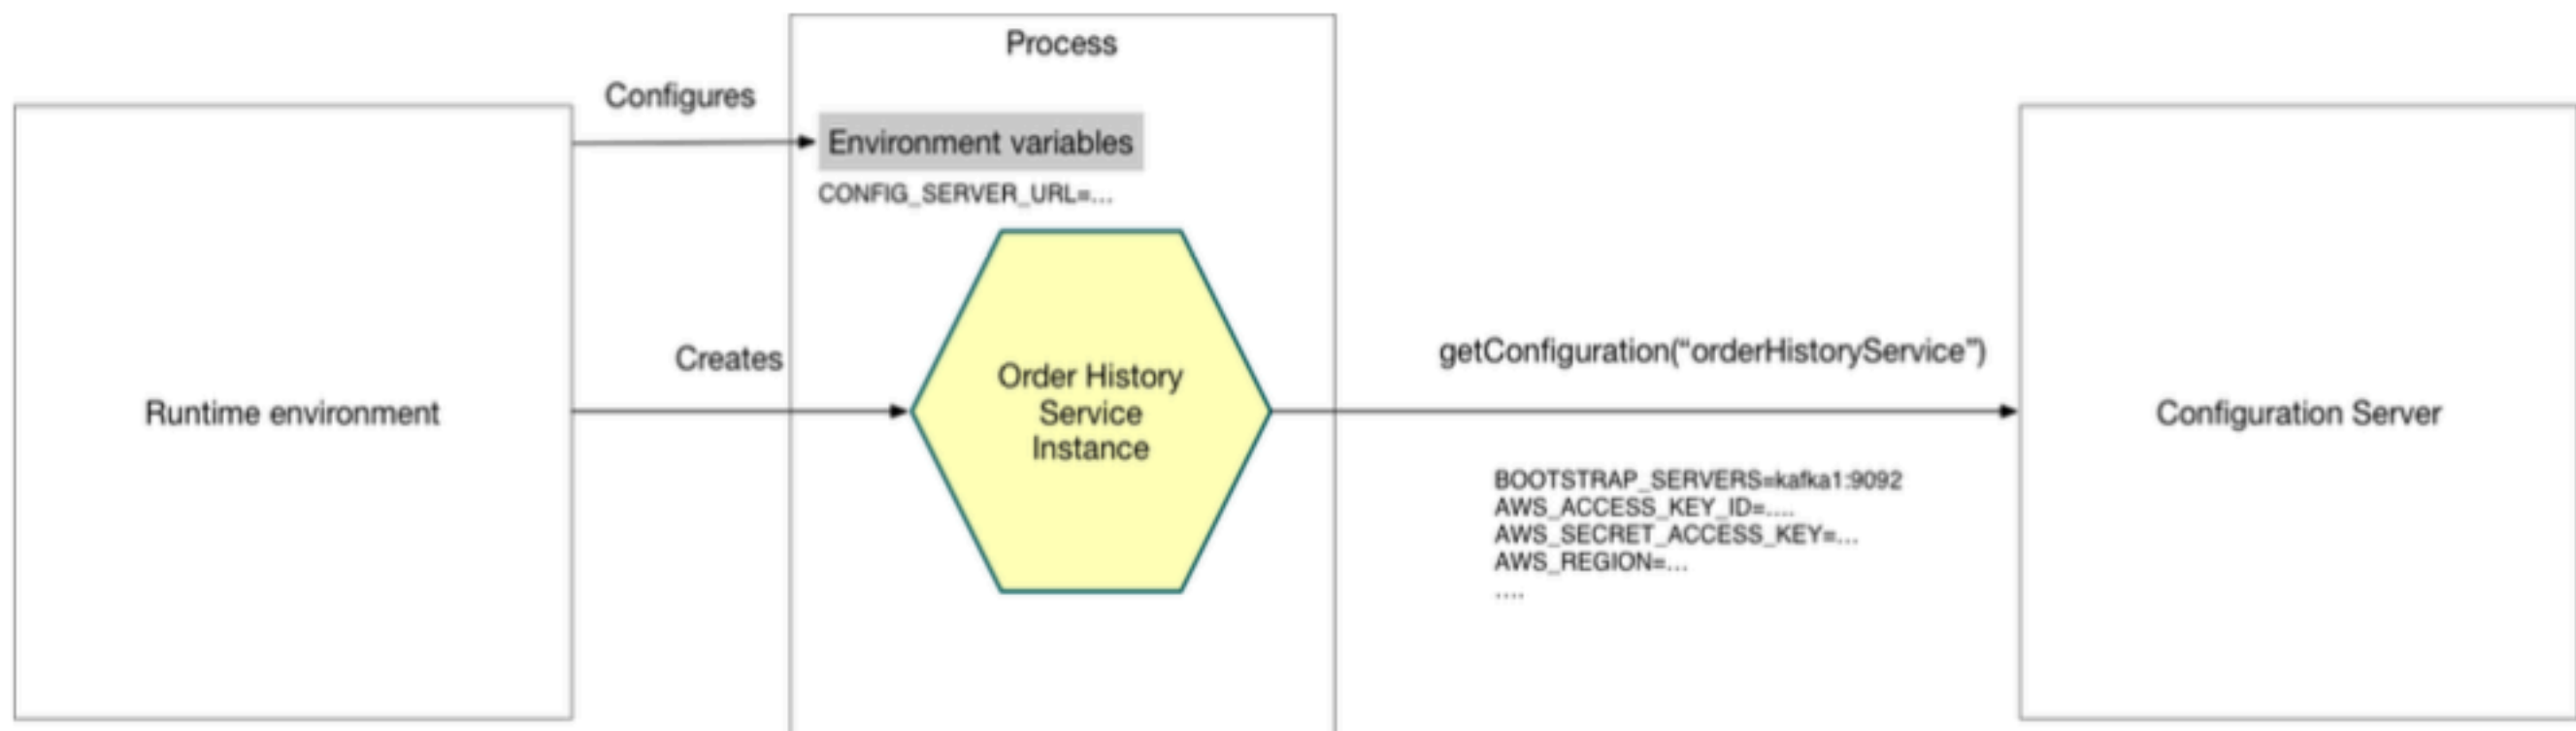 Process
Configures
Environment variables
CONFIG_SERVER_URL=...
Creates
Runtime environment
Order History
Service
Instance
getConfiguration(“orderHistoryService”)
Configuration Server
BOOTSTRAP_SERVERS=kafka1:9092
AWS_ACCESS_KEY_ID=....
AWS_SECRET_ACCESS_KEY=...
AWS_REGION=...
....